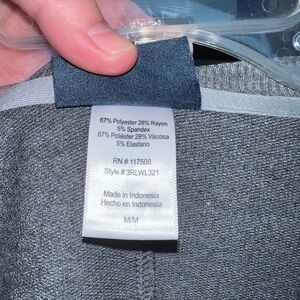 67% Polyester 28% Rayon
5% Spandex
67% Poliéster 28% Viscosa
5% Elastano
RN # 117508
Style # 3RLWL321
Made in Indonesia
Hecho en Indonesia
M/M